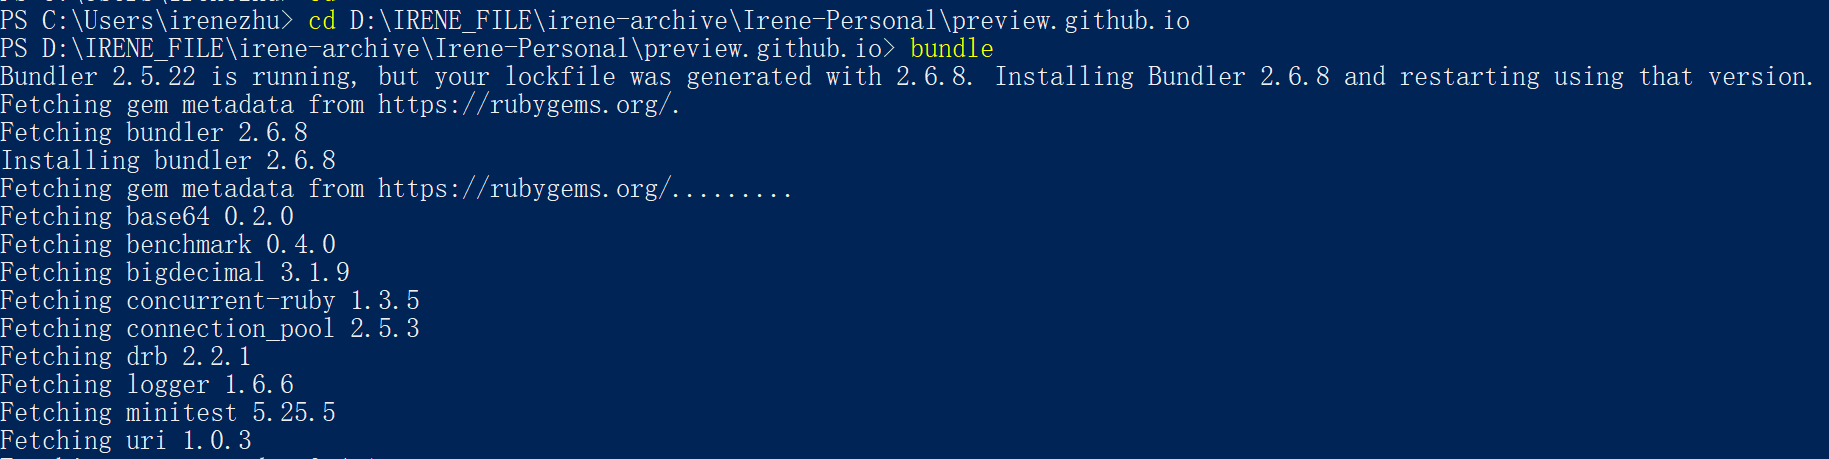 PS C:\Users\irenezhu> cd D:\IRENE_FILE\irene-archive\Irene-Personal\preview.github.io
PS D:\IRENE_FILE\irene-archive\Irene-Personal\preview.github.io> bundle
Bundler 2.5.22 is running, but your lockfile was generated with 2.6.8. Installing Bundler 2.6.8 and restarting using that version.
Fetching gem metadata from https://rubygems.org/.
Fetching bundler 2.6.8
Installing bundler 2.6.8
Fetching gem metadata from https://rubygems.org/.........
Fetching base64 0.2.0
Fetching benchmark 0.4.0
Fetching bigdecimal 3.1.9
Fetching concurrent-ruby 1.3.5
Fetching connection_pool 2.5.3
Fetching drb 2.2.1
Fetching logger 1.6.6
Fetching minitest 5.25.5
Fetching uri 1.0.3